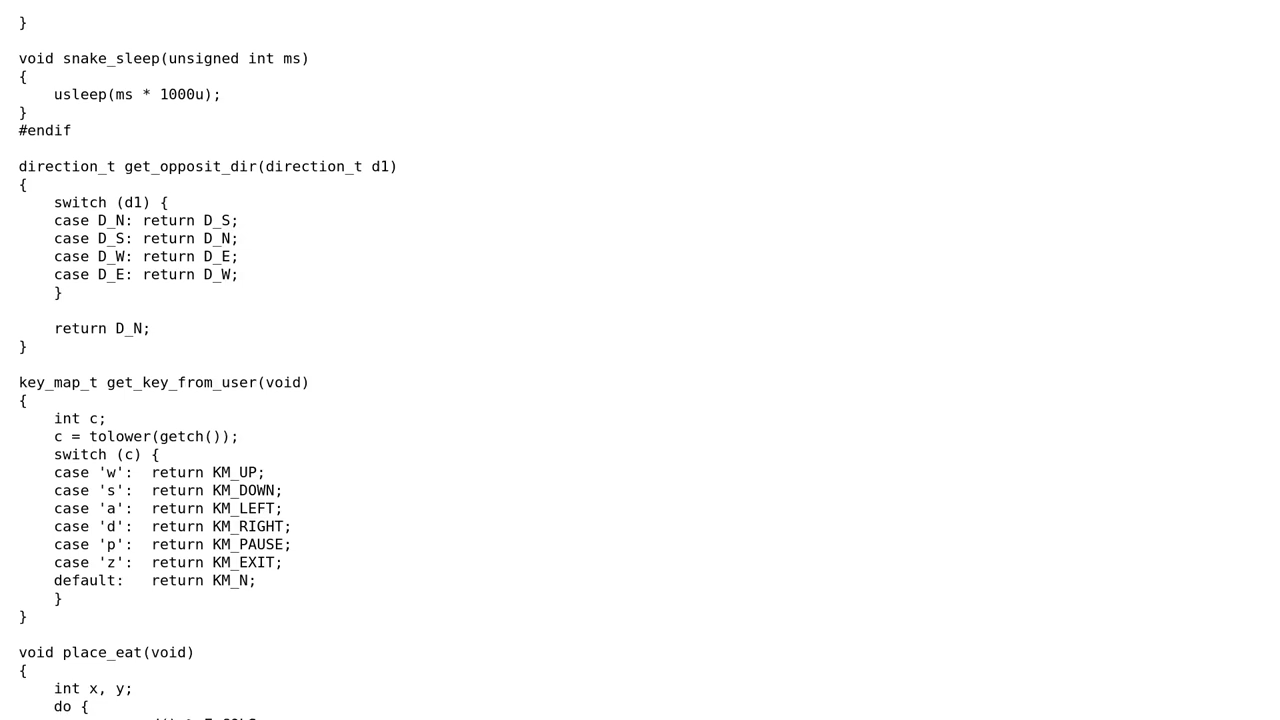 }

void snake_sleep(unsigned int ms)
{
    usleep(ms * 1000u);
}
#endif

direction_t get_opposit_dir(direction_t d1)
{
    switch (d1) {
    case D_N: return D_S;
    case D_S: return D_N;
    case D_W: return D_E;
    case D_E: return D_W;
    }

    return D_N;
}

key_map_t get_key_from_user(void)
{
    int c;
    c = tolower(getch());
    switch (c) {
    case 'w':  return KM_UP;
    case 's':  return KM_DOWN;
    case 'a':  return KM_LEFT;
    case 'd':  return KM_RIGHT;
    case 'p':  return KM_PAUSE;
    case 'z':  return KM_EXIT;
    default:   return KM_N;
    }
}

void place_eat(void)
{
    int x, y;
    do {